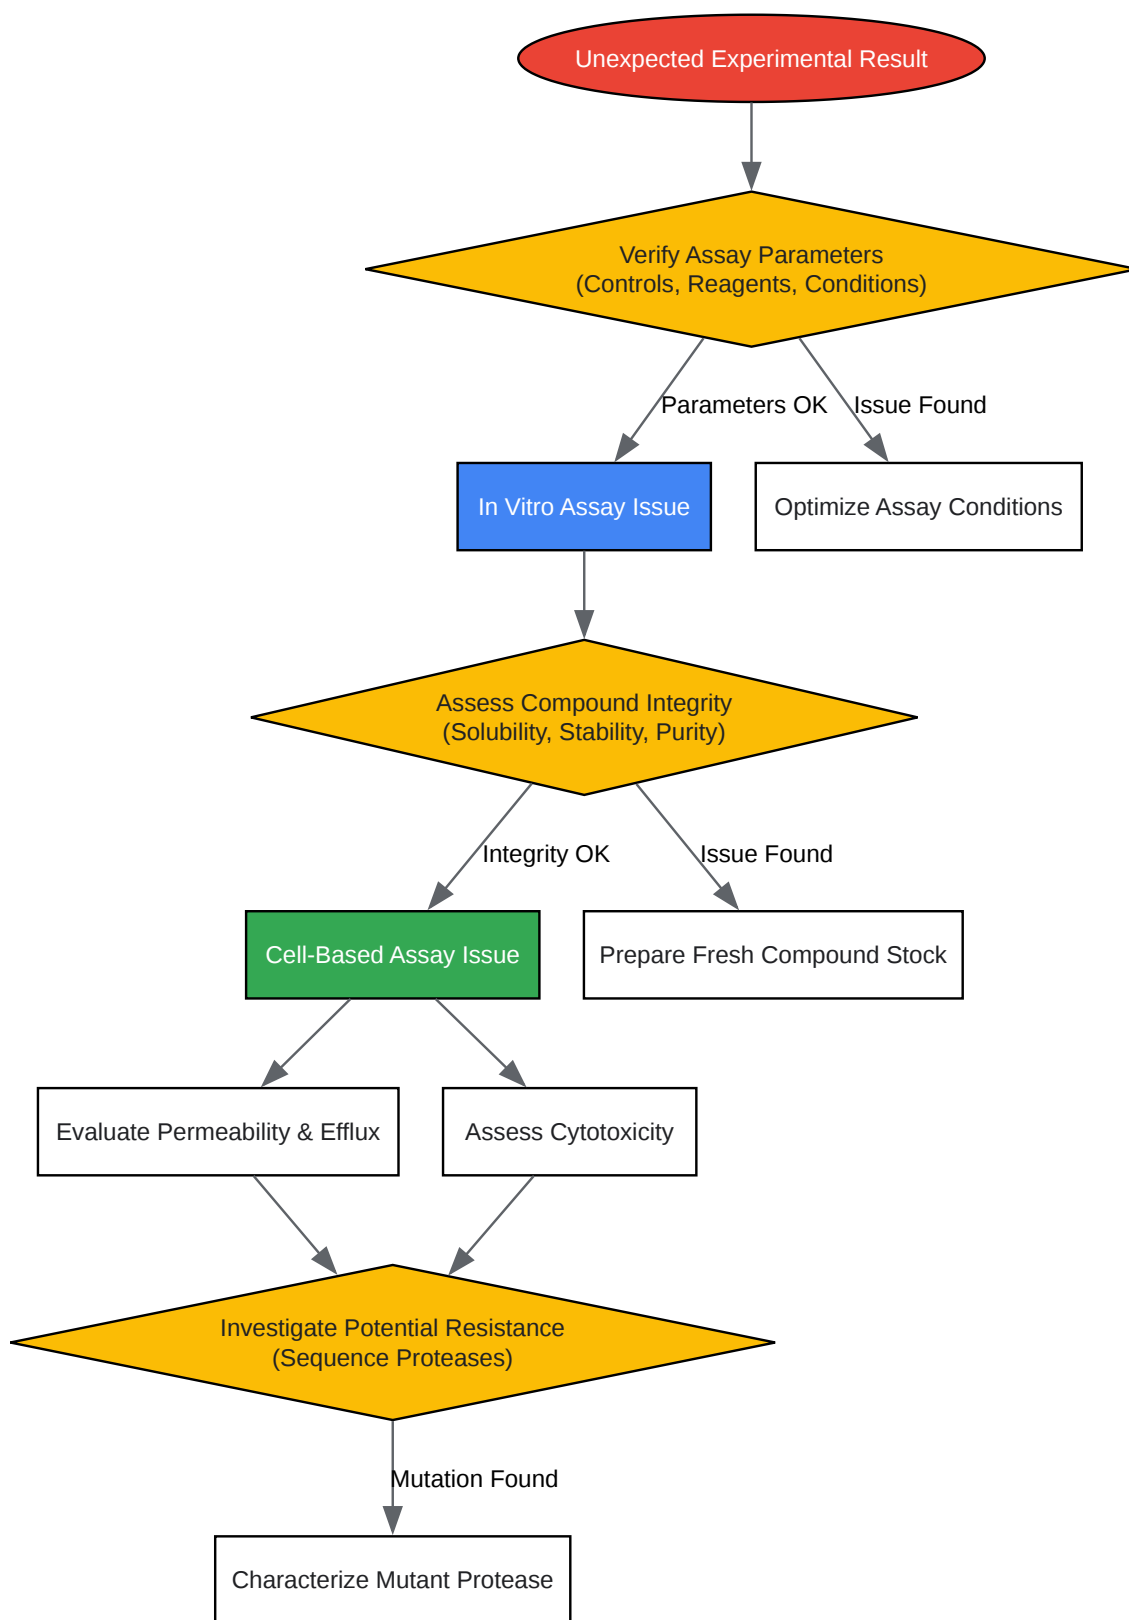 Unexpected Experimental Result
Verify Assay Parameters
(Controls, Reagents, Conditions)
Parameters OK
Issue Found
In Vitro Assay Issue
Optimize Assay Conditions
Assess Compound Integrity
(Solubility, Stability, Purity)
Integrity OK
Issue Found
Cell-Based Assay Issue
Prepare Fresh Compound Stock
Evaluate Permeability & Efflux
Assess Cytotoxicity
Investigate Potential Resistance
(Sequence Proteases)
Mutation Found
Characterize Mutant Protease